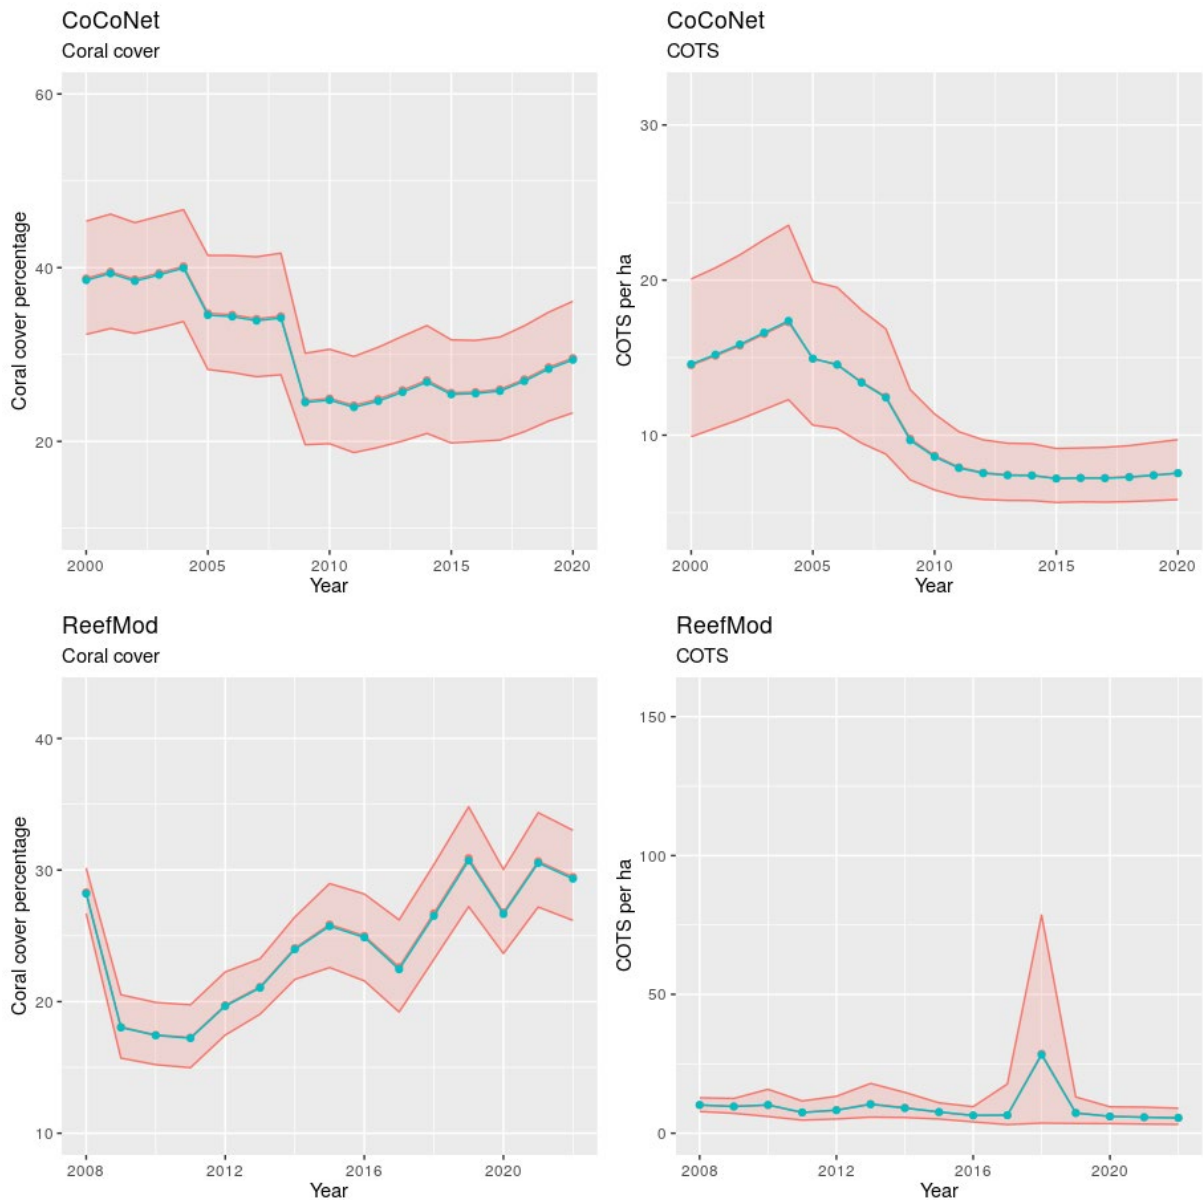 CoCoNet
Coral cover
60
40
20
Coral cover percentage
2000 2005 2010 2015 2020
Year
CoCoNet
COTS
30
20
10
COTS per ha
2000 2005 2010 2015 2020
Year
ReefMod
Coral cover
40
30
20
10
Coral cover percentage
2008 2012 2016 2020
Year
ReefMod
COTS
150
100
50
0
COTS per ha
2008 2012 2016 2020
Year